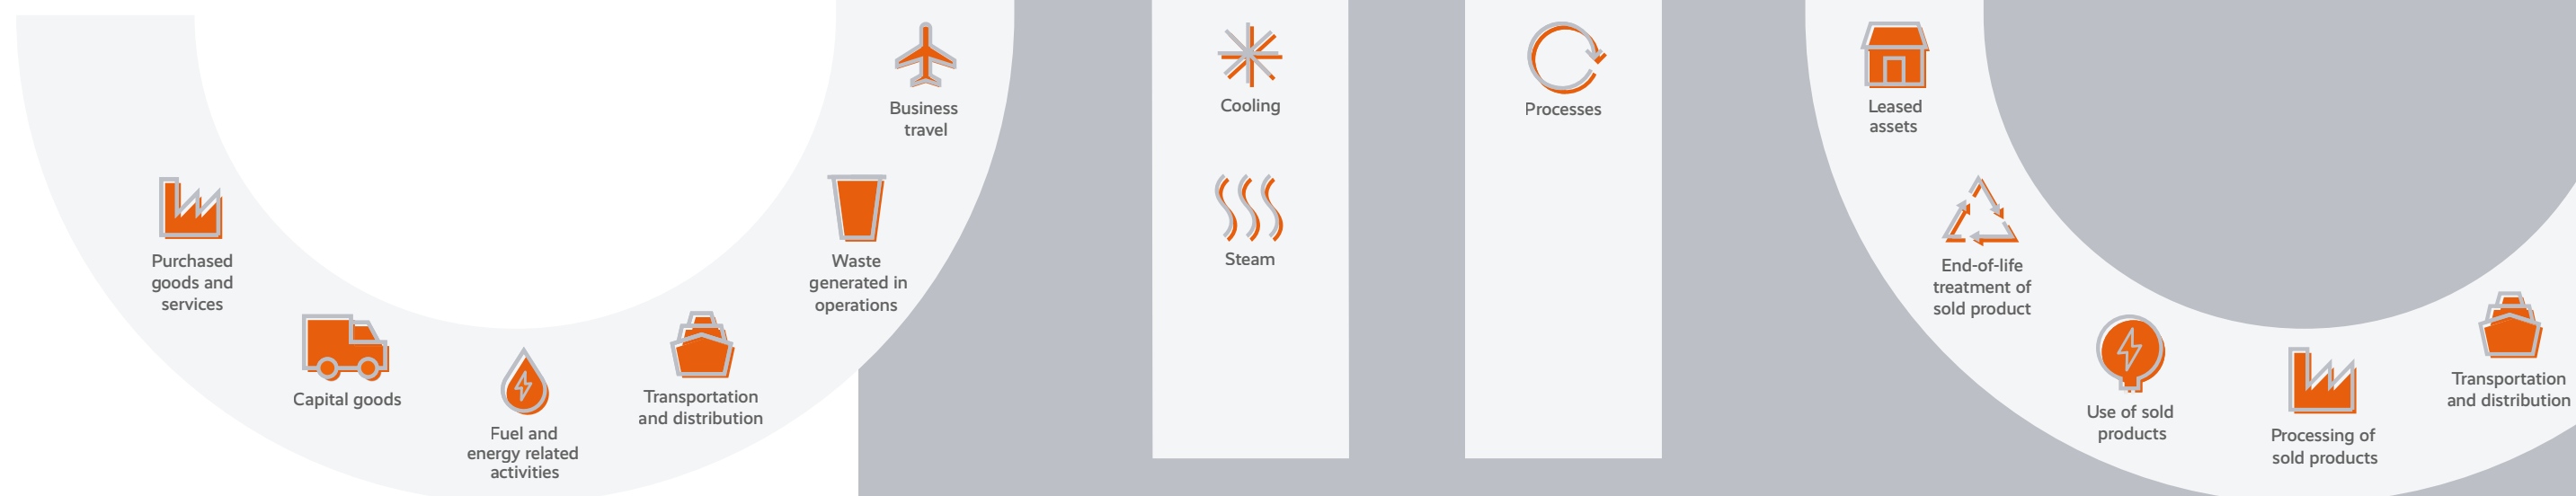 Business
travel
Purchased
goods and
services
Waste
generated in
operations
Capital goods
Transportation
and distribution
Fuel and
energy related
activities
Cooling
Steam
Processes
Leased
assets
End-of-life
treatment of
sold product
Use of sold
products
Processing of
sold products
Transportation
and distribution